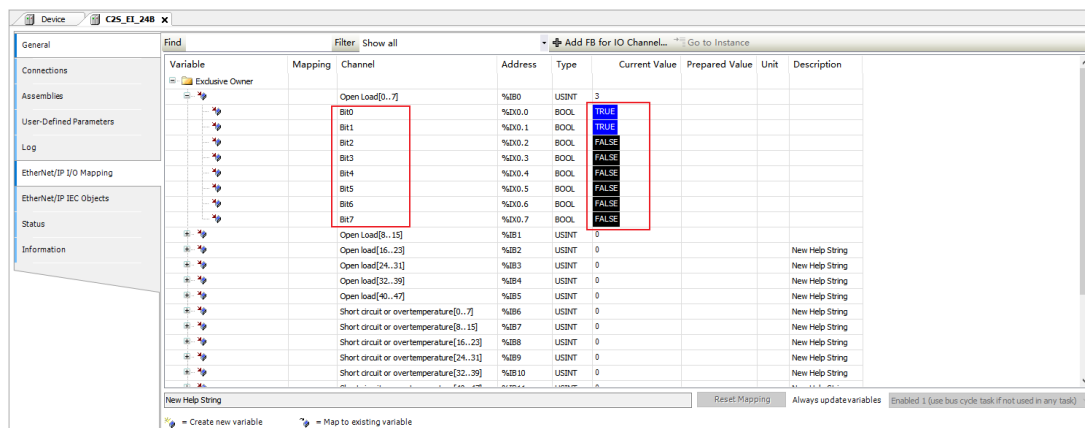 Device C2S_EI_24B X
General
Connections
Assemblies
User-Defined Parameters
Log
EtherNet/IP I/O Mapping
EtherNet/IP IEC Objects
Status
Information
Find Filter Show all Add FB for IO Channel... Go to Instance
Variable Mapping Channel Address Type Current Value Prepared Value Unit Description
Exclusive Owner
Open Load[0..7] %IB0 USINT 3
Bit0 %IX0.0 BOOL TRUE
Bit1 %IX0.1 BOOL TRUE
Bit2 %IX0.2 BOOL FALSE
Bit3 %IX0.3 BOOL FALSE
Bit4 %IX0.4 BOOL FALSE
Bit5 %IX0.5 BOOL FALSE
Bit6 %IX0.6 BOOL FALSE
Bit7 %IX0.7 BOOL FALSE
Open Load[8..15] %IB1 USINT 0
Open load[16..23] %IB2 USINT 0 New Help String
Open load[24..31] %IB3 USINT 0 New Help String
Open load[32..39] %IB4 USINT 0 New Help String
Open load[40..47] %IB5 USINT 0 New Help String
Short circuit or overtemperature[0..7] %IB6 USINT 0 New Help String
Short circuit or overtemperature[8..15] %IB7 USINT 0 New Help String
Short circuit or overtemperature[16..23] %IB8 USINT 0 New Help String
Short circuit or overtemperature[24..31] %IB9 USINT 0 New Help String
Short circuit or overtemperature[32..39] %IB10 USINT 0 New Help String
New Help String Reset Mapping Always update variables Enabled 1 (use bus cycle task if not used in any task)
= Create new variable = Map to existing variable